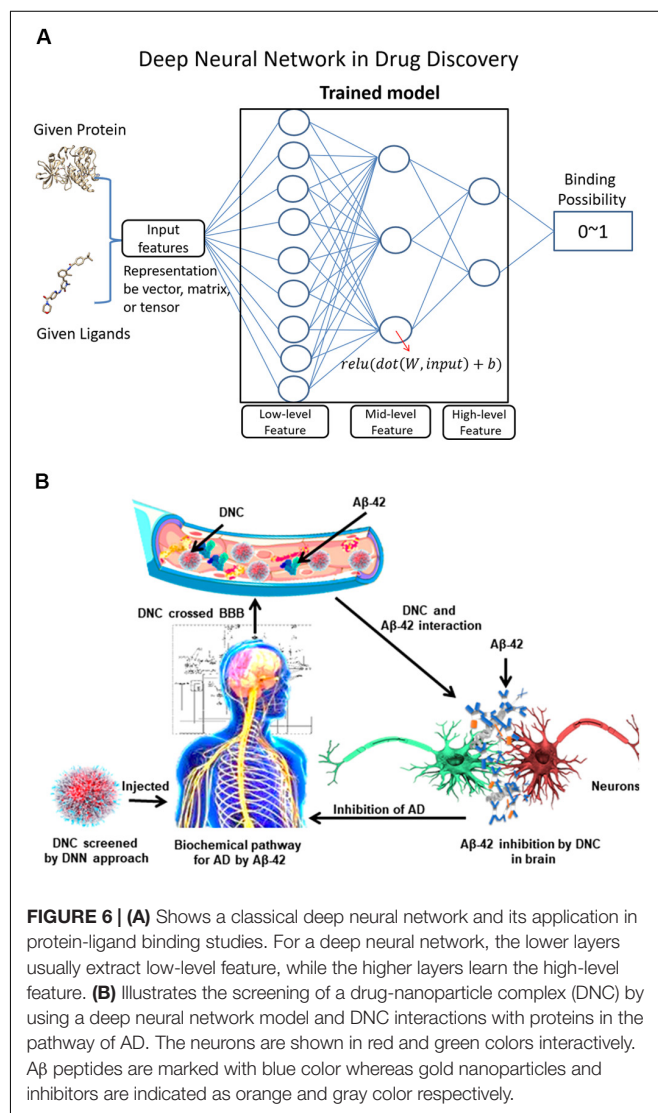 A
Deep Neural Network in Drug Discovery
Trained model
Given Protein
Input
features
Representation
be vector, matrix,
or tensor
Given Ligands
Binding
Possibility
0~1
relu(dot(W, input) + b)
Low-level
Feature
Mid-level
Feature
High-level
Feature
B
DNC
Aβ-42
DNC crossed BBB
DNC and
Aβ-42 interaction
Aβ-42
Neurons
Injected
Inhibition of AD
DNC screened
by DNN approach
Biochemical pathway
for AD by Aβ-42
Aβ-42 inhibition by DNC
in brain
FIGURE 6 | (A) Shows a classical deep neural network and its application in
protein-ligand binding studies. For a deep neural network, the lower layers
usually extract low-level feature, while the higher layers learn the high-level
feature. (B) Illustrates the screening of a drug-nanoparticle complex (DNC) by
using a deep neural network model and DNC interactions with proteins in the
pathway of AD. The neurons are shown in red and green colors interactively.
Aβ peptides are marked with blue color whereas gold nanoparticles and
inhibitors are indicated as orange and gray color respectively.